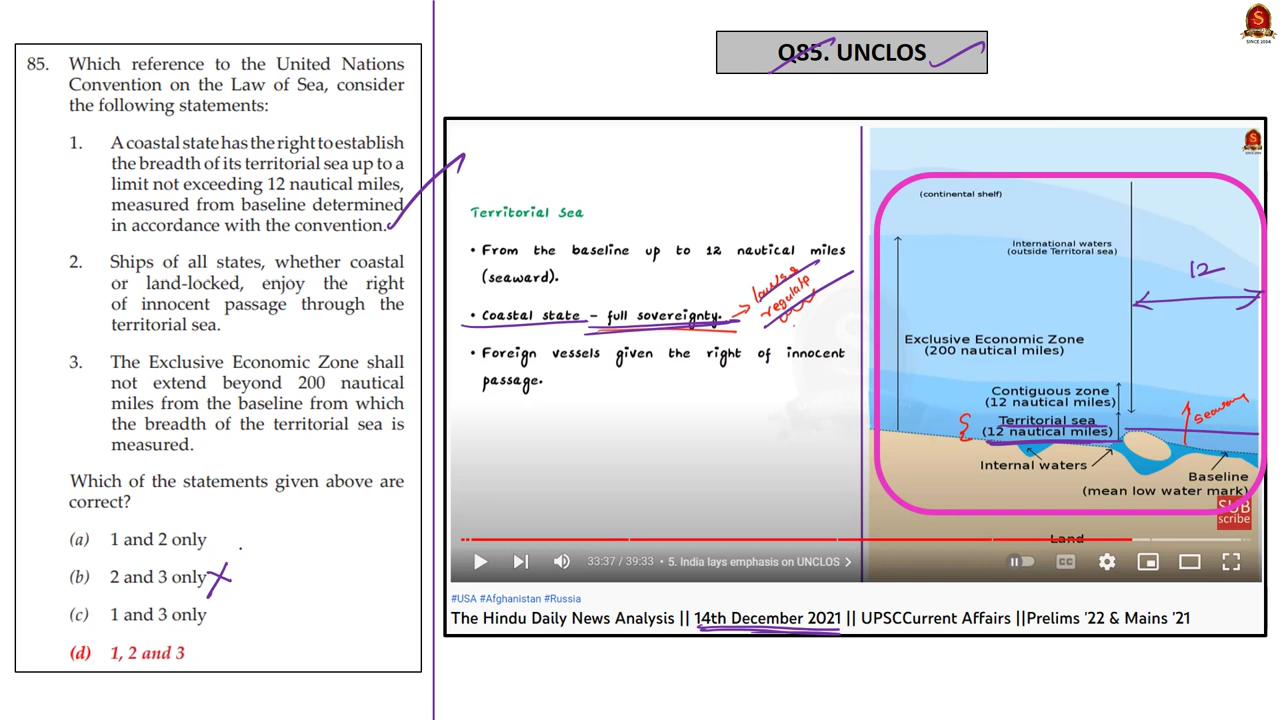 Q85. UNCLOS
S
SINCE 2004
85. Which reference to the United Nations
Convention on the Law of Sea, consider
the following statements:
1. A coastal state has the right to establish
the breadth of its territorial sea up to a
limit not exceeding 12 nautical miles,
measured from baseline determined
in accordance with the convention.
2. Ships of all states, whether coastal
or land-locked, enjoy the right
of innocent passage through the
territorial sea.
3. The Exclusive Economic Zone shall
not extend beyond 200 nautical
miles from the baseline from which
the breadth of the territorial sea is
measured.
Which of the statements given above are
correct?
(a) 1 and 2 only
(b) 2 and 3 only
(c) 1 and 3 only
(d) 1, 2 and 3
Territorial Sea
• From the baseline up to 12 nautical miles
(seaward).
• Coastal state - full sovereignty.
laws &
• Foreign vessels given the right of innocent
passage.
(continental shelf)
International waters
(outside Territoral sea)
12
Exclusive Economic Zone
(200 nautical miles)
Contiguous zone
(12 nautical miles)
Territorial sea
(12 nautical miles)
Internal waters
Baseline
(mean low water mark)
SUB
scribe
Land
33:37 / 39:33 • 5. India lays emphasis on UNCLOS
CC
#USA #Afghanistan #Russia
The Hindu Daily News Analysis || 14th December 2021 || UPSCCurrent Affairs ||Prelims '22 & Mains '21